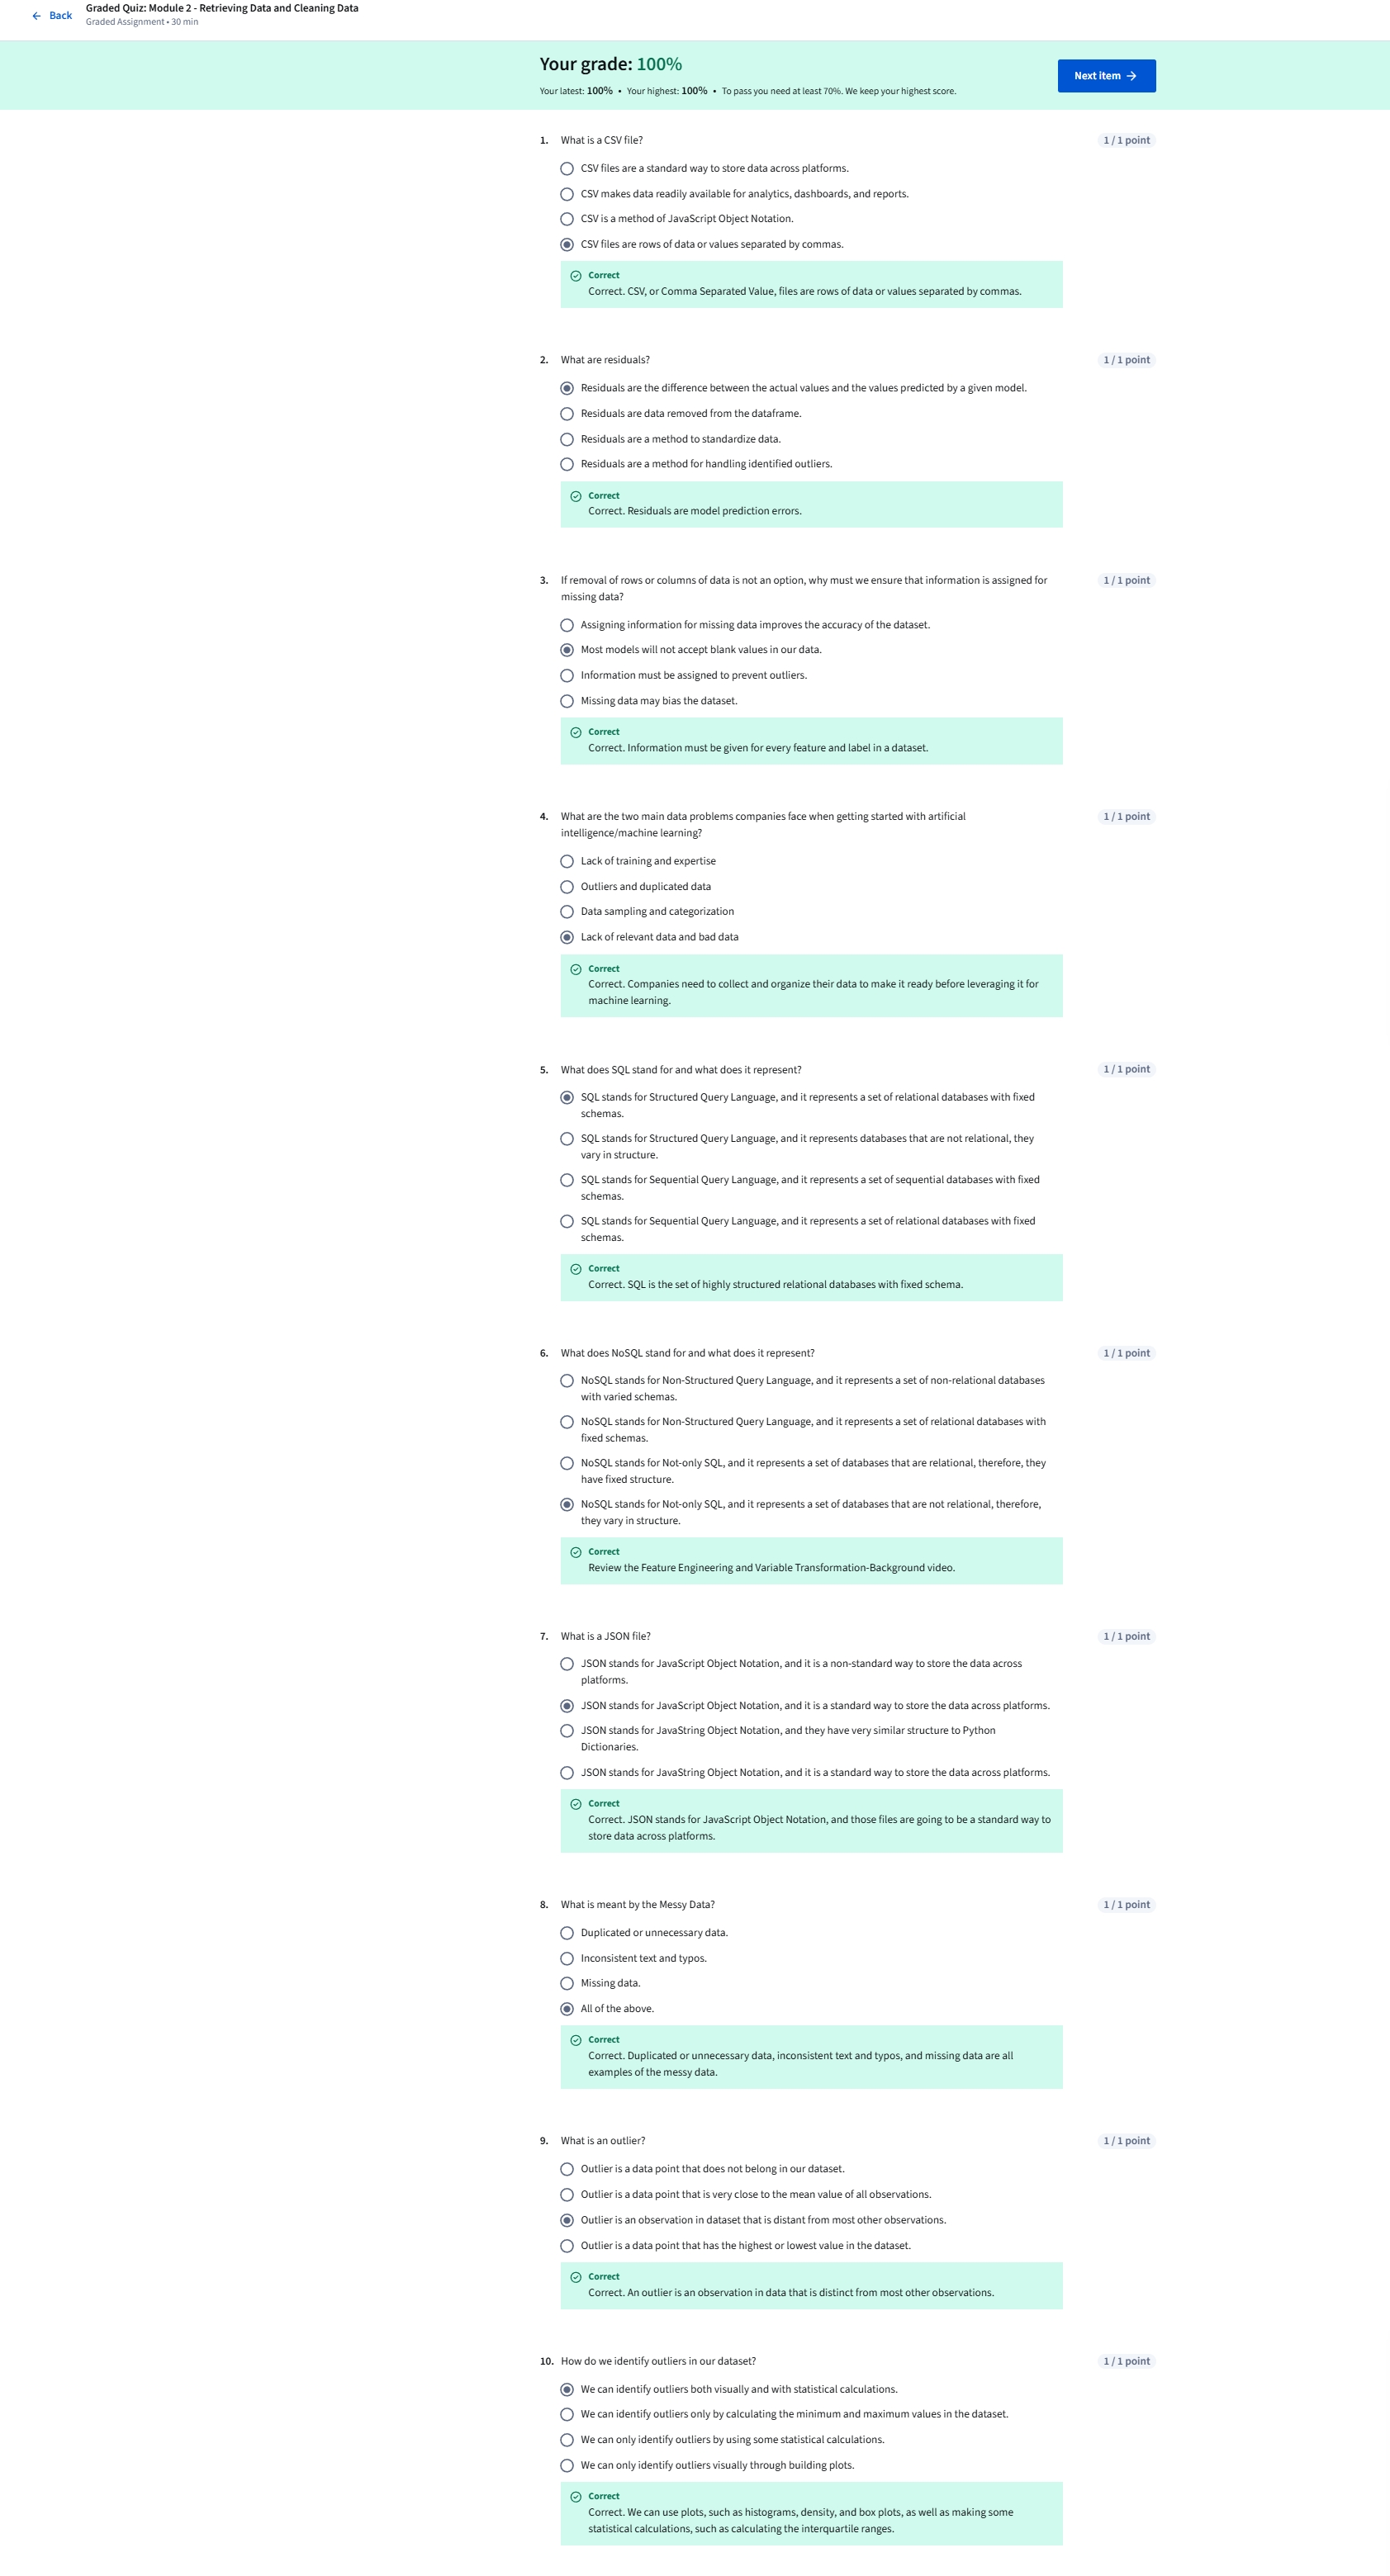 Back
Graded Quiz: Module 2 - Retrieving Data and Cleaning Data
Graded Assignment • 30 min
Your grade: 100%
Your latest: 100% • Your highest: 100% • To pass you need at least 70%. We keep your highest score.
Next item
1. What is a CSV file?
1 / 1 point
CSV files are a standard way to store data across platforms.
CSV makes data readily available for analytics, dashboards, and reports.
CSV is a method of JavaScript Object Notation.
CSV files are rows of data or values separated by commas.
Correct
Correct. CSV, or Comma Separated Value, files are rows of data or values separated by commas.
2. What are residuals?
1 / 1 point
Residuals are the difference between the actual values and the values predicted by a given model.
Residuals are data removed from the dataframe.
Residuals are a method to standardize data.
Residuals are a method for handling identified outliers.
Correct
Correct. Residuals are model prediction errors.
3. If removal of rows or columns of data is not an option, why must we ensure that information is assigned for
missing data?
1 / 1 point
Assigning information for missing data improves the accuracy of the dataset.
Most models will not accept blank values in our data.
Information must be assigned to prevent outliers.
Missing data may bias the dataset.
Correct
Correct. Information must be given for every feature and label in a dataset.
4. What are the two main data problems companies face when getting started with artificial
intelligence/machine learning?
1 / 1 point
Lack of training and expertise
Outliers and duplicated data
Data sampling and categorization
Lack of relevant data and bad data
Correct
Correct. Companies need to collect and organize their data to make it ready before leveraging it for
machine learning.
5. What does SQL stand for and what does it represent?
1 / 1 point
SQL stands for Structured Query Language, and it represents a set of relational databases with fixed
schemas.
SQL stands for Structured Query Language, and it represents databases that are not relational, they
vary in structure.
SQL stands for Sequential Query Language, and it represents a set of sequential databases with fixed
schemas.
SQL stands for Sequential Query Language, and it represents a set of relational databases with fixed
schemas.
Correct
Correct. SQL is the set of highly structured relational databases with fixed schema.
6. What does NoSQL stand for and what does it represent?
1 / 1 point
NoSQL stands for Non-Structured Query Language, and it represents a set of non-relational databases
with varied schemas.
NoSQL stands for Non-Structured Query Language, and it represents a set of relational databases with
fixed schemas.
NoSQL stands for Not-only SQL, and it represents a set of databases that are relational, therefore, they
have fixed structure.
NoSQL stands for Not-only SQL, and it represents a set of databases that are not relational, therefore,
they vary in structure.
Correct
Review the Feature Engineering and Variable Transformation-Background video.
7. What is a JSON file?
1 / 1 point
JSON stands for JavaScript Object Notation, and it is a non-standard way to store the data across
platforms.
JSON stands for JavaScript Object Notation, and it is a standard way to store the data across platforms.
JSON stands for JavaString Object Notation, and they have very similar structure to Python
Dictionaries.
JSON stands for JavaString Object Notation, and it is a standard way to store the data across platforms.
Correct
Correct. JSON stands for JavaScript Object Notation, and those files are going to be a standard way to
store data across platforms.
8. What is meant by the Messy Data?
1 / 1 point
Duplicated or unnecessary data.
Inconsistent text and typos.
Missing data.
All of the above.
Correct
Correct. Duplicated or unnecessary data, inconsistent text and typos, and missing data are all
examples of the messy data.
9. What is an outlier?
1 / 1 point
Outlier is a data point that does not belong in our dataset.
Outlier is a data point that is very close to the mean value of all observations.
Outlier is an observation in dataset that is distant from most other observations.
Outlier is a data point that has the highest or lowest value in the dataset.
Correct
Correct. An outlier is an observation in data that is distinct from most other observations.
10. How do we identify outliers in our dataset?
1 / 1 point
We can identify outliers both visually and with statistical calculations.
We can identify outliers only by calculating the minimum and maximum values in the dataset.
We can only identify outliers by using some statistical calculations.
We can only identify outliers visually through building plots.
Correct
Correct. We can use plots, such as histograms, density, and box plots, as well as making some
statistical calculations, such as calculating the interquartile ranges.